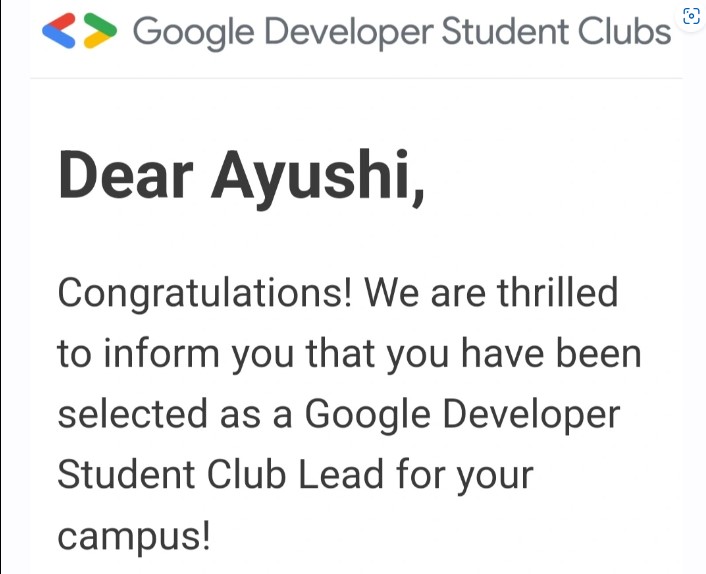 Google Developer Student Clubs
Dear Ayushi,
Congratulations! We are thrilled
to inform you that you have been
selected as a Google Developer
Student Club Lead for your
campus!